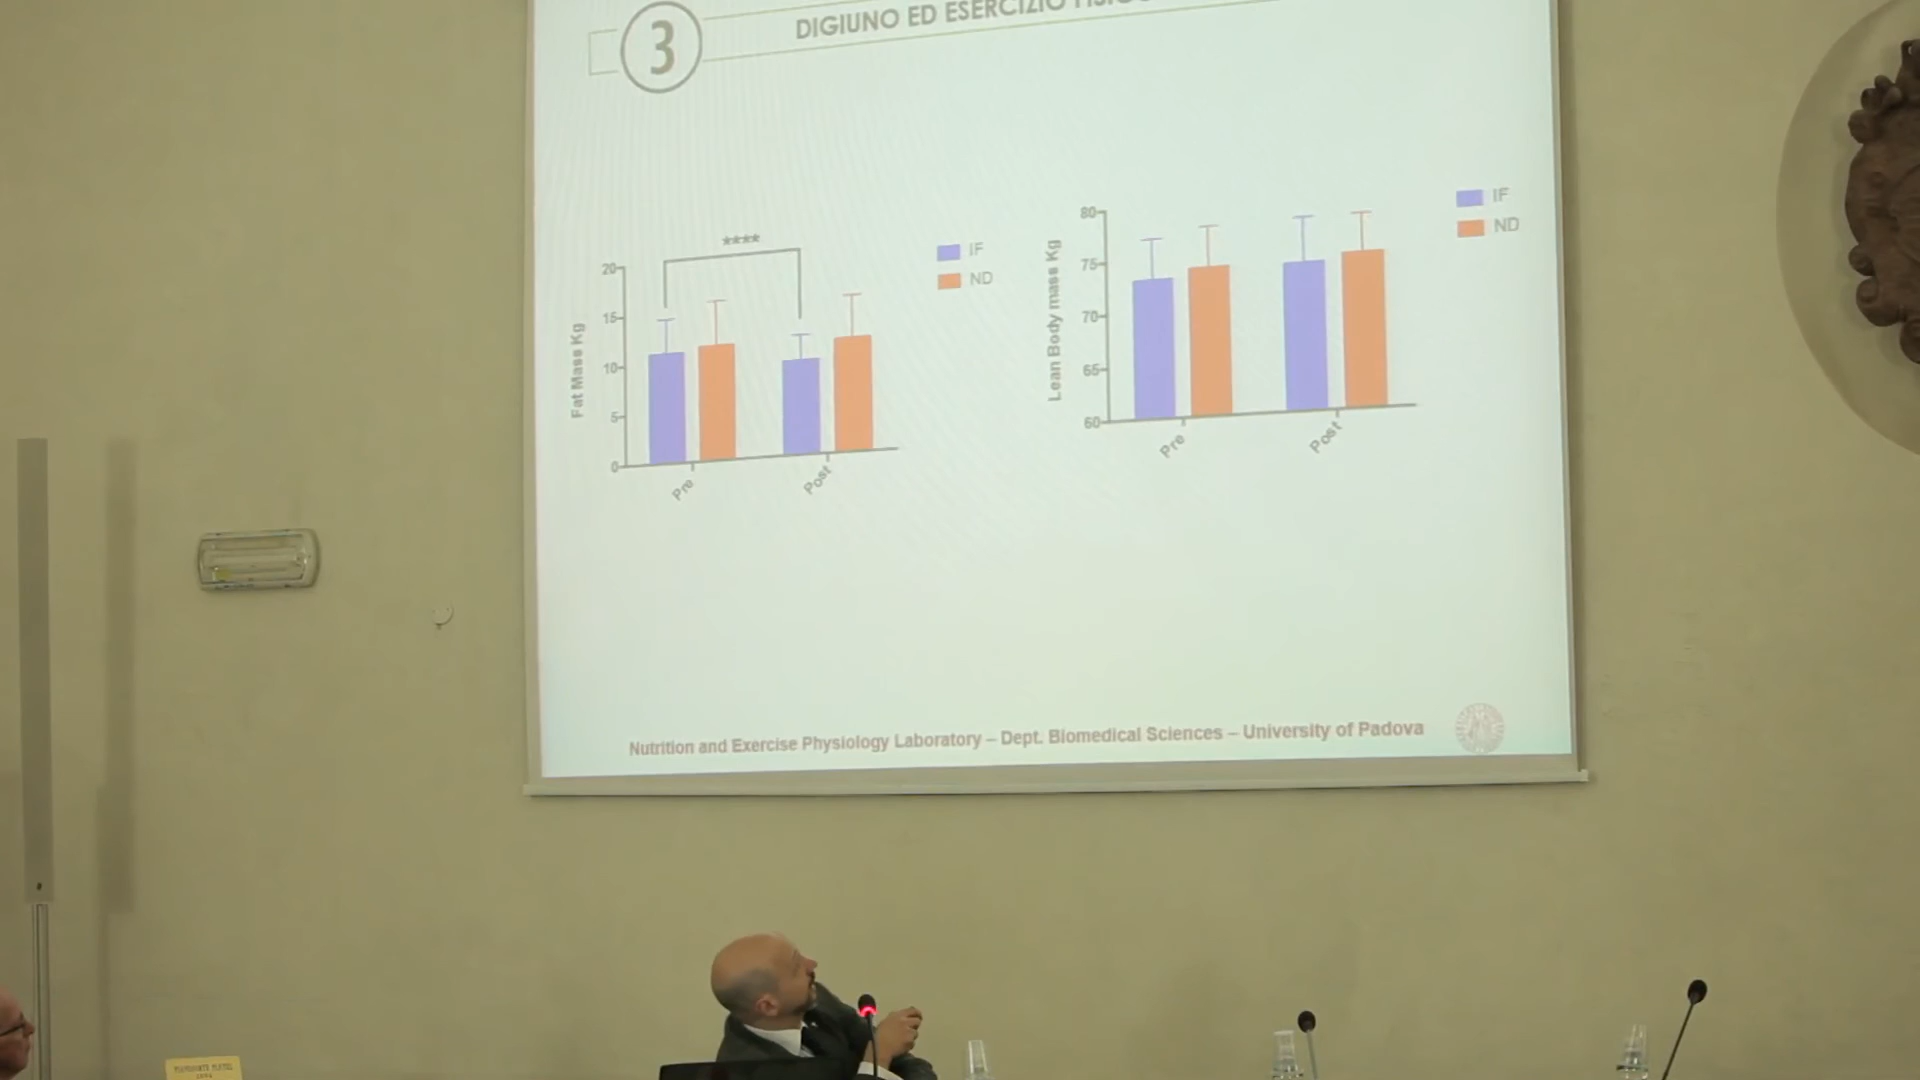 3
DIGIUNO ED ESERCIZIO
****
Fat Mass Kg
20
15
10
5
0
Pre
Post
IF
ND
Lean Body mass Kg
80
75
70
65
60
Pre
Post
IF
ND
Nutrition and Exercise Physiology Laboratory – Dept. Biomedical Sciences – University of Padova